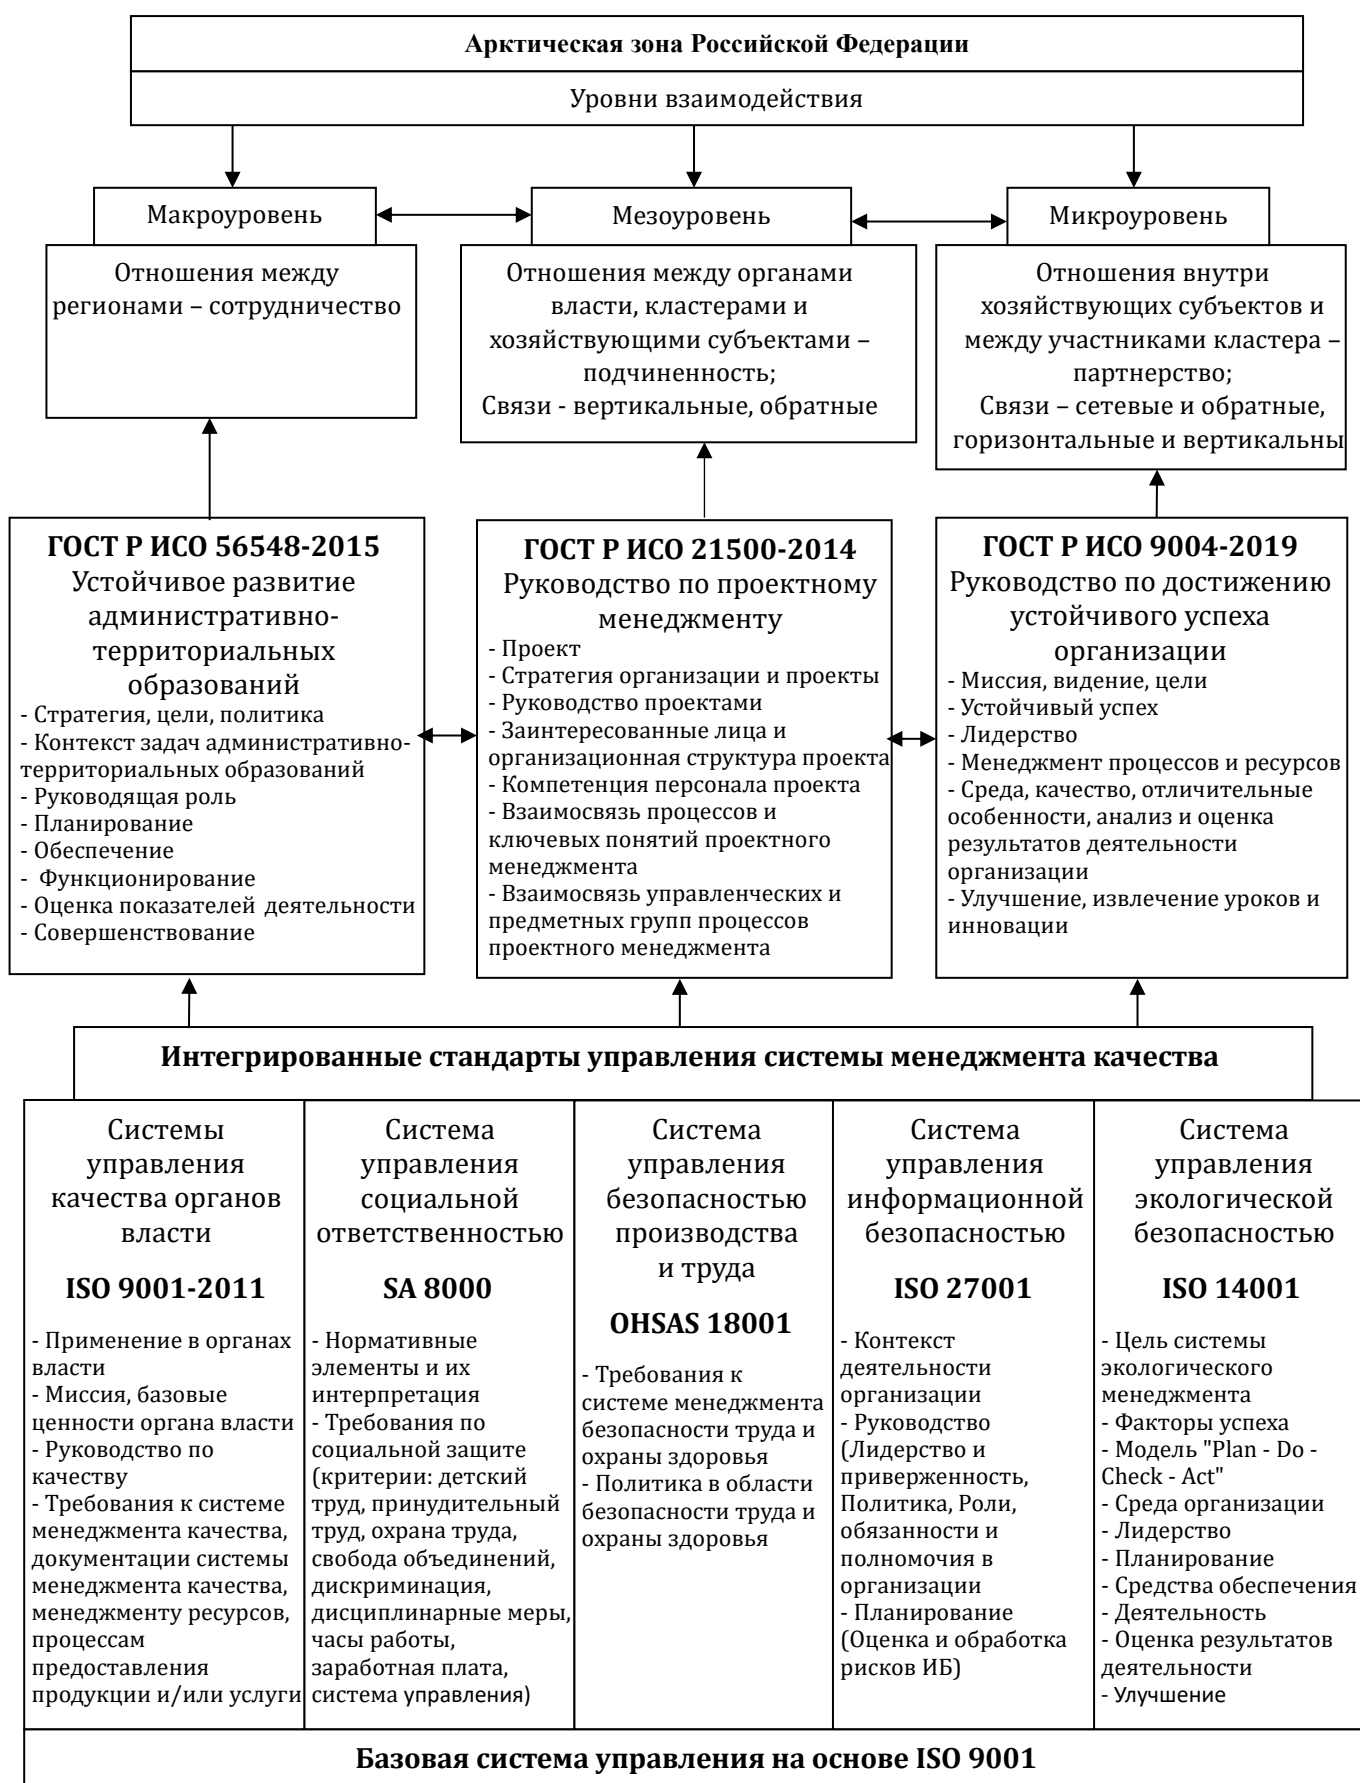 Арктическая зона Российской Федерации
Уровни взаимодействия
Макроуровень
Отношения между
регионами – сотрудничество
Мезоуровень
Отношения между органами
власти, кластерами и
хозяйствующими субъектами –
подчиненность;
Связи - вертикальные, обратные
Микроуровень
Отношения внутри
хозяйствующих субъектов и
между участниками кластера –
партнерство;
Связи – сетевые и обратные,
горизонтальные и вертикальны
ГОСТ Р ИСО 56548-2015
Устойчивое развитие
административно-
территориальных
образований
- Стратегия, цели, политика
- Контекст задач административно-
территориальных образований
- Руководящая роль
- Планирование
- Обеспечение
- Функционирование
- Оценка показателей деятельности
- Совершенствование
ГОСТ Р ИСО 21500-2014
Руководство по проектному
менеджменту
- Проект
- Стратегия организации и проекты
- Руководство проектами
- Заинтересованные лица и
организационная структура проекта
- Компетенция персонала проекта
- Взаимосвязь процессов и
ключевых понятий проектного
менеджмента
- Взаимосвязь управленческих и
предметных групп процессов
проектного менеджмента
ГОСТ Р ИСО 9004-2019
Руководство по достижению
устойчивого успеха
организации
- Миссия, видение, цели
- Устойчивый успех
- Лидерство
- Менеджмент процессов и ресурсов
- Среда, качество, отличительные
особенности, анализ и оценка
результатов деятельности
организации
- Улучшение, извлечение уроков и
инновации
Интегрированные стандарты управления системы менеджмента качества
Системы
управления
качества органов
власти
ISO 9001-2011
- Применение в органах
власти
- Миссия, базовые
ценности органа власти
- Руководство по
качеству
- Требования к системе
менеджмента качества,
документации системы
менеджмента качества,
менеджменту ресурсов,
процессам
предоставления
продукции и/или услуги
Система
управления
социальной
ответственностью
SA 8000
- Нормативные
элементы и их
интерпретация
- Требования по
социальной защите
(критерии: детский
труд, принудительный
труд, охрана труда,
свобода объединений,
дискриминация,
дисциплинарные меры,
часы работы,
заработная плата,
система управления)
Система
управления
безопасностью
производства
и труда
OHSAS 18001
- Требования к
системе менеджмента
безопасности труда и
охраны здоровья
- Политика в области
безопасности труда и
охраны здоровья
Система
управления
информационной
безопасностью
ISO 27001
- Контекст
деятельности
организации
- Руководство
(Лидерство и
приверженность,
Политика, Роли,
обязанности и
полномочия в
организации
- Планирование
(Оценка и обработка
рисков ИБ)
Система
управления
экологической
безопасностью
ISO 14001
- Цель системы
экологического
менеджмента
- Факторы успеха
- Модель "Plan - Do -
Check - Act"
- Среда организации
- Лидерство
- Планирование
- Средства обеспечения
- Деятельность
- Оценка результатов
деятельности
- Улучшение
Базовая система управления на основе ISO 9001